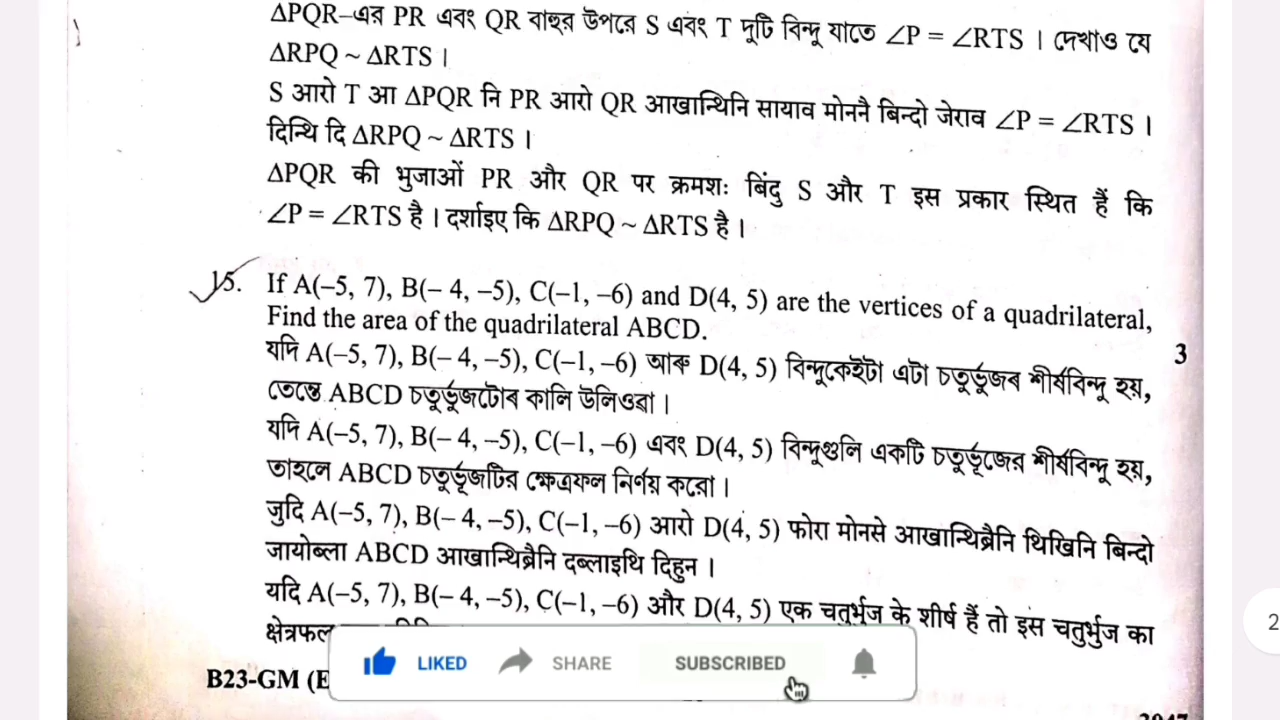 ΔPQR–এর PR এবং QR বাহুর উপরে S এবং T দুটি বিন্দু যাতে ∠P = ∠RTS । দেখাও যে
ΔRPQ ~ ΔRTS ।
S आरो T आ ΔPQR नि PR आरो QR आखान्थिनि सायाव मोननै बिन्दो जेराव ∠P = ∠RTS ।
दिन्थि दि ΔRPQ ~ ΔRTS ।
ΔPQR की भुजाओं PR और QR पर क्रमशः बिंदु S और T इस प्रकार स्थित हैं कि
∠P = ∠RTS है । दर्शाइए कि ΔRPQ ~ ΔRTS है ।
15. If A(–5, 7), B(– 4, –5), C(–1, –6) and D(4, 5) are the vertices of a quadrilateral,
Find the area of the quadrilateral ABCD.
3
যদি A(–5, 7), B(– 4, –5), C(–1, –6) আৰু D(4, 5) বিন্দুকেইটা এটা চতুৰ্ভূজৰ শীৰ্ষবিন্দু হয়,
তেন্তে ABCD চতুৰ্ভূজটোৰ কালি উলিওৱা ।
যদি A(–5, 7), B(– 4, –5), C(–1, –6) এবং D(4, 5) বিন্দুগুলি একটি চতুর্ভূজের শীর্ষবিন্দু হয়,
তাহলে ABCD চতুর্ভূজটির ক্ষেত্রফল নির্ণয় করো ।
जुदि A(–5, 7), B(– 4, –5), C(–1, –6) आरो D(4, 5) फोरा मोनसे आखान्थिब्रैनि थिखिनि बिन्दो
जायोब्ला ABCD आखान्थिब्रैनि दब्लाइथि दिहुन ।
यदि A(–5, 7), B(– 4, –5), C(–1, –6) और D(4, 5) एक चतुर्भुज के शीर्ष हैं तो इस चतुर्भुज का
क्षेत्रफल
LIKED SHARE SUBSCRIBED
B23-GM (E
2